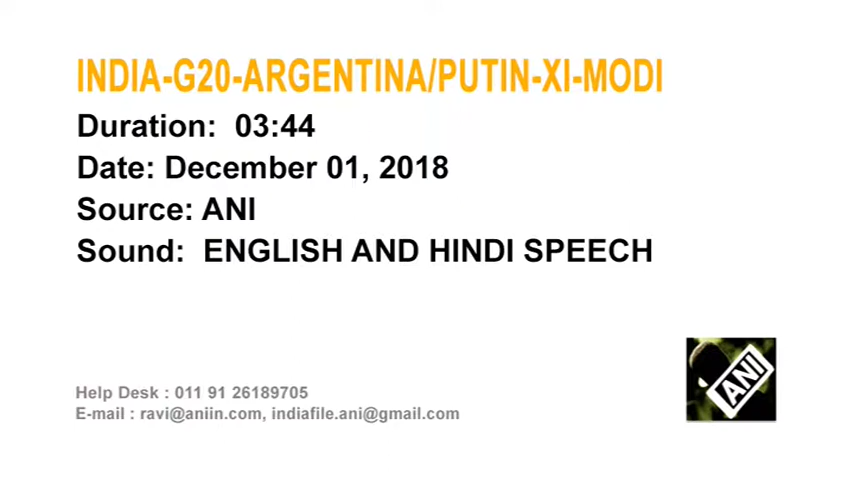 INDIA-G20-ARGENTINA/PUTIN-XI-MODI
Duration:  03:44
Date: December 01, 2018
Source: ANI
Sound:  ENGLISH AND HINDI SPEECH
ANI
Help Desk : 011 91 26189705
E-mail : ravi@aniin.com, indiafile.ani@gmail.com